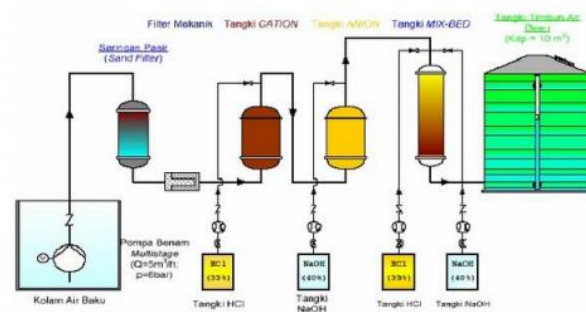 Filter Mekanik
Tangki CATION
Tangki ANION
Tangki MIX-BED
Tangki Timbun Air
Demi
(Kap = 10 m³)
Saringan Pasir
(Sand Filter)
Pompa Benam
Multistage
(Q=5m³/h;
p=6bar)
Kolam Air Baku
HCl
(33%)
Tangki HCl
NaOH
(40%)
Tangki
NaOH
HCl
(33%)
Tangki HCl
NaOH
(40%)
Tangki NaOH